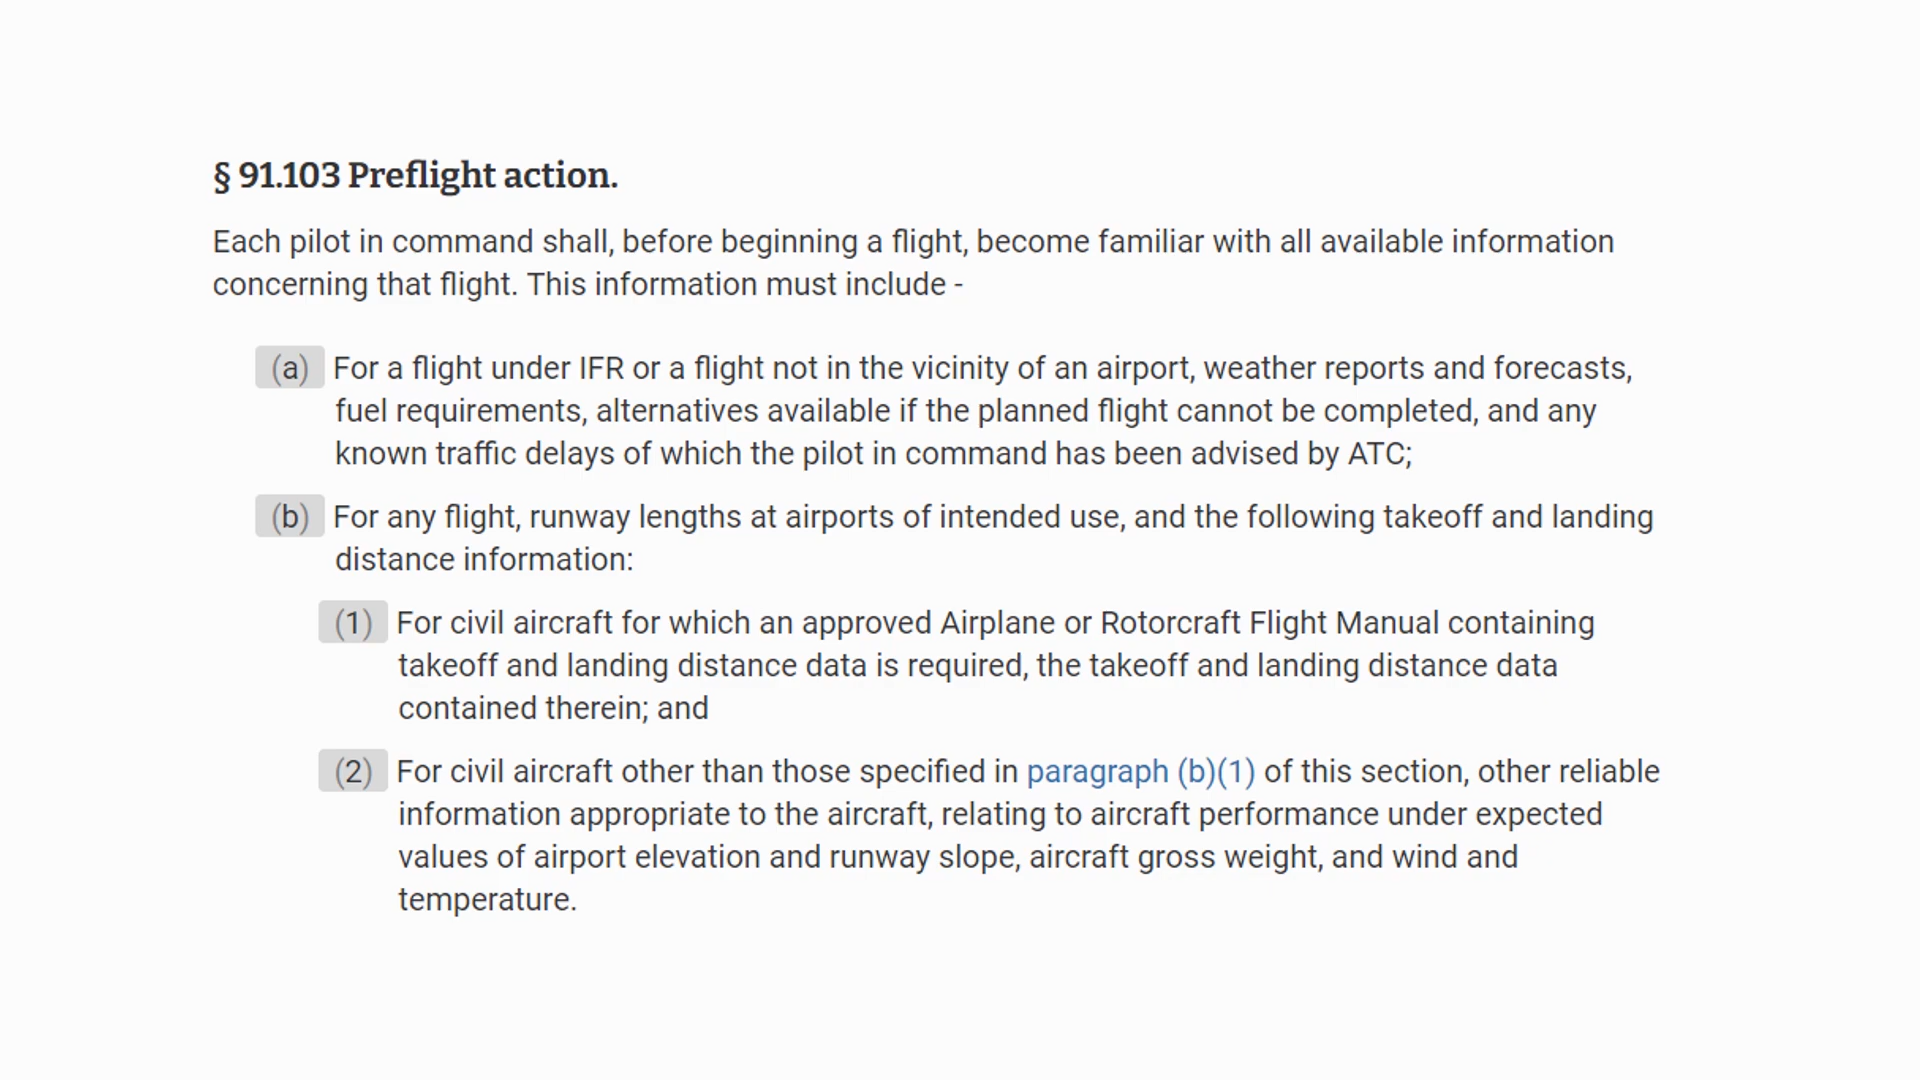 § 91.103 Preflight action.
Each pilot in command shall, before beginning a flight, become familiar with all available information
concerning that flight. This information must include -
(a) For a flight under IFR or a flight not in the vicinity of an airport, weather reports and forecasts,
fuel requirements, alternatives available if the planned flight cannot be completed, and any
known traffic delays of which the pilot in command has been advised by ATC;
(b) For any flight, runway lengths at airports of intended use, and the following takeoff and landing
distance information:
(1) For civil aircraft for which an approved Airplane or Rotorcraft Flight Manual containing
takeoff and landing distance data is required, the takeoff and landing distance data
contained therein; and
(2) For civil aircraft other than those specified in paragraph (b)(1) of this section, other reliable
information appropriate to the aircraft, relating to aircraft performance under expected
values of airport elevation and runway slope, aircraft gross weight, and wind and
temperature.